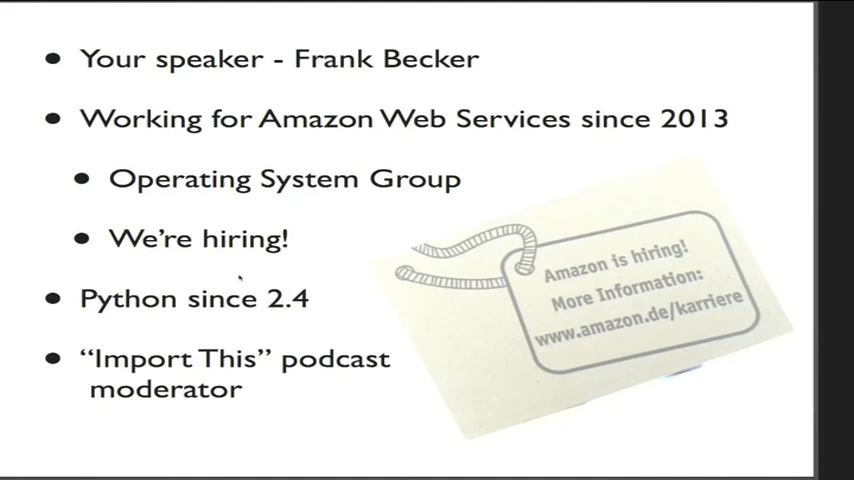 Your speaker - Frank Becker
Working for Amazon Web Services since 2013
Operating System Group
We're hiring!
Python since 2.4
“Import This” podcast
moderator
Amazon is hiring!
More Information:
www.amazon.de/karriere